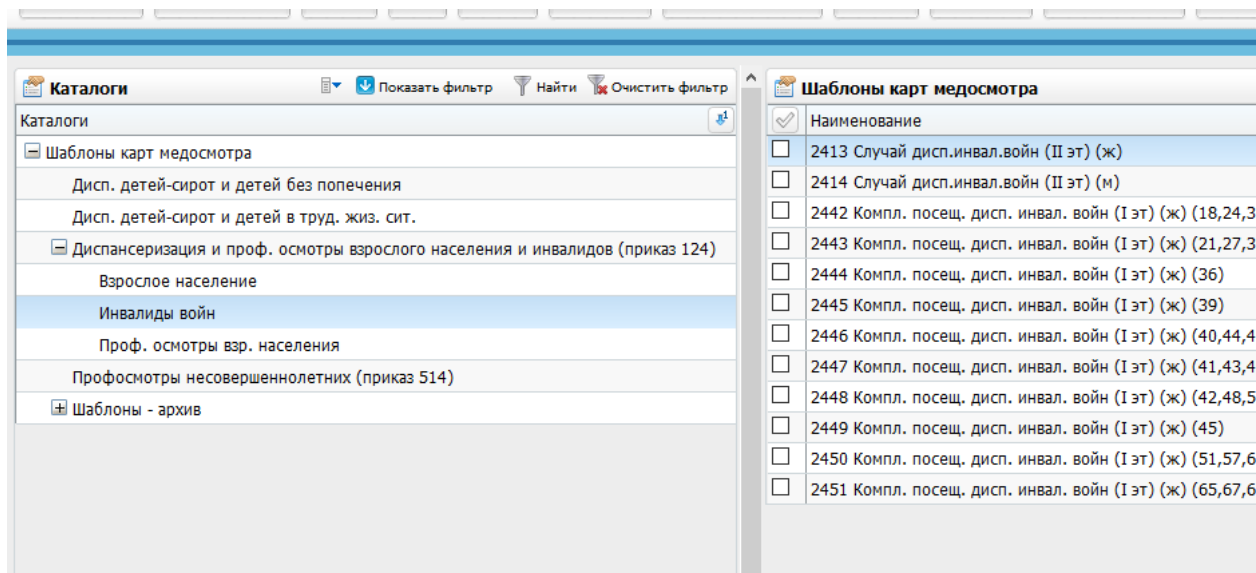 Каталоги
Показать фильтр
Найти
Очистить фильтр
Каталоги
Шаблоны карт медосмотра
Дисп. детей-сирот и детей без попечения
Дисп. детей-сирот и детей в труд. жиз. сит.
Диспансеризация и проф. осмотры взрослого населения и инвалидов (приказ 124)
Взрослое население
Инвалиды войн
Проф. осмотры взр. населения
Профосмотры несовершеннолетних (приказ 514)
Шаблоны - архив
Шаблоны карт медосмотра
Наименование
2413 Случай дисп.инвал.войн (II эт) (ж)
2414 Случай дисп.инвал.войн (II эт) (м)
2442 Компл. посещ. дисп. инвал. войн (I эт) (ж) (18,24,3
2443 Компл. посещ. дисп. инвал. войн (I эт) (ж) (21,27,3
2444 Компл. посещ. дисп. инвал. войн (I эт) (ж) (36)
2445 Компл. посещ. дисп. инвал. войн (I эт) (ж) (39)
2446 Компл. посещ. дисп. инвал. войн (I эт) (ж) (40,44,4
2447 Компл. посещ. дисп. инвал. войн (I эт) (ж) (41,43,4
2448 Компл. посещ. дисп. инвал. войн (I эт) (ж) (42,48,5
2449 Компл. посещ. дисп. инвал. войн (I эт) (ж) (45)
2450 Компл. посещ. дисп. инвал. войн (I эт) (ж) (51,57,6
2451 Компл. посещ. дисп. инвал. войн (I эт) (ж) (65,67,6